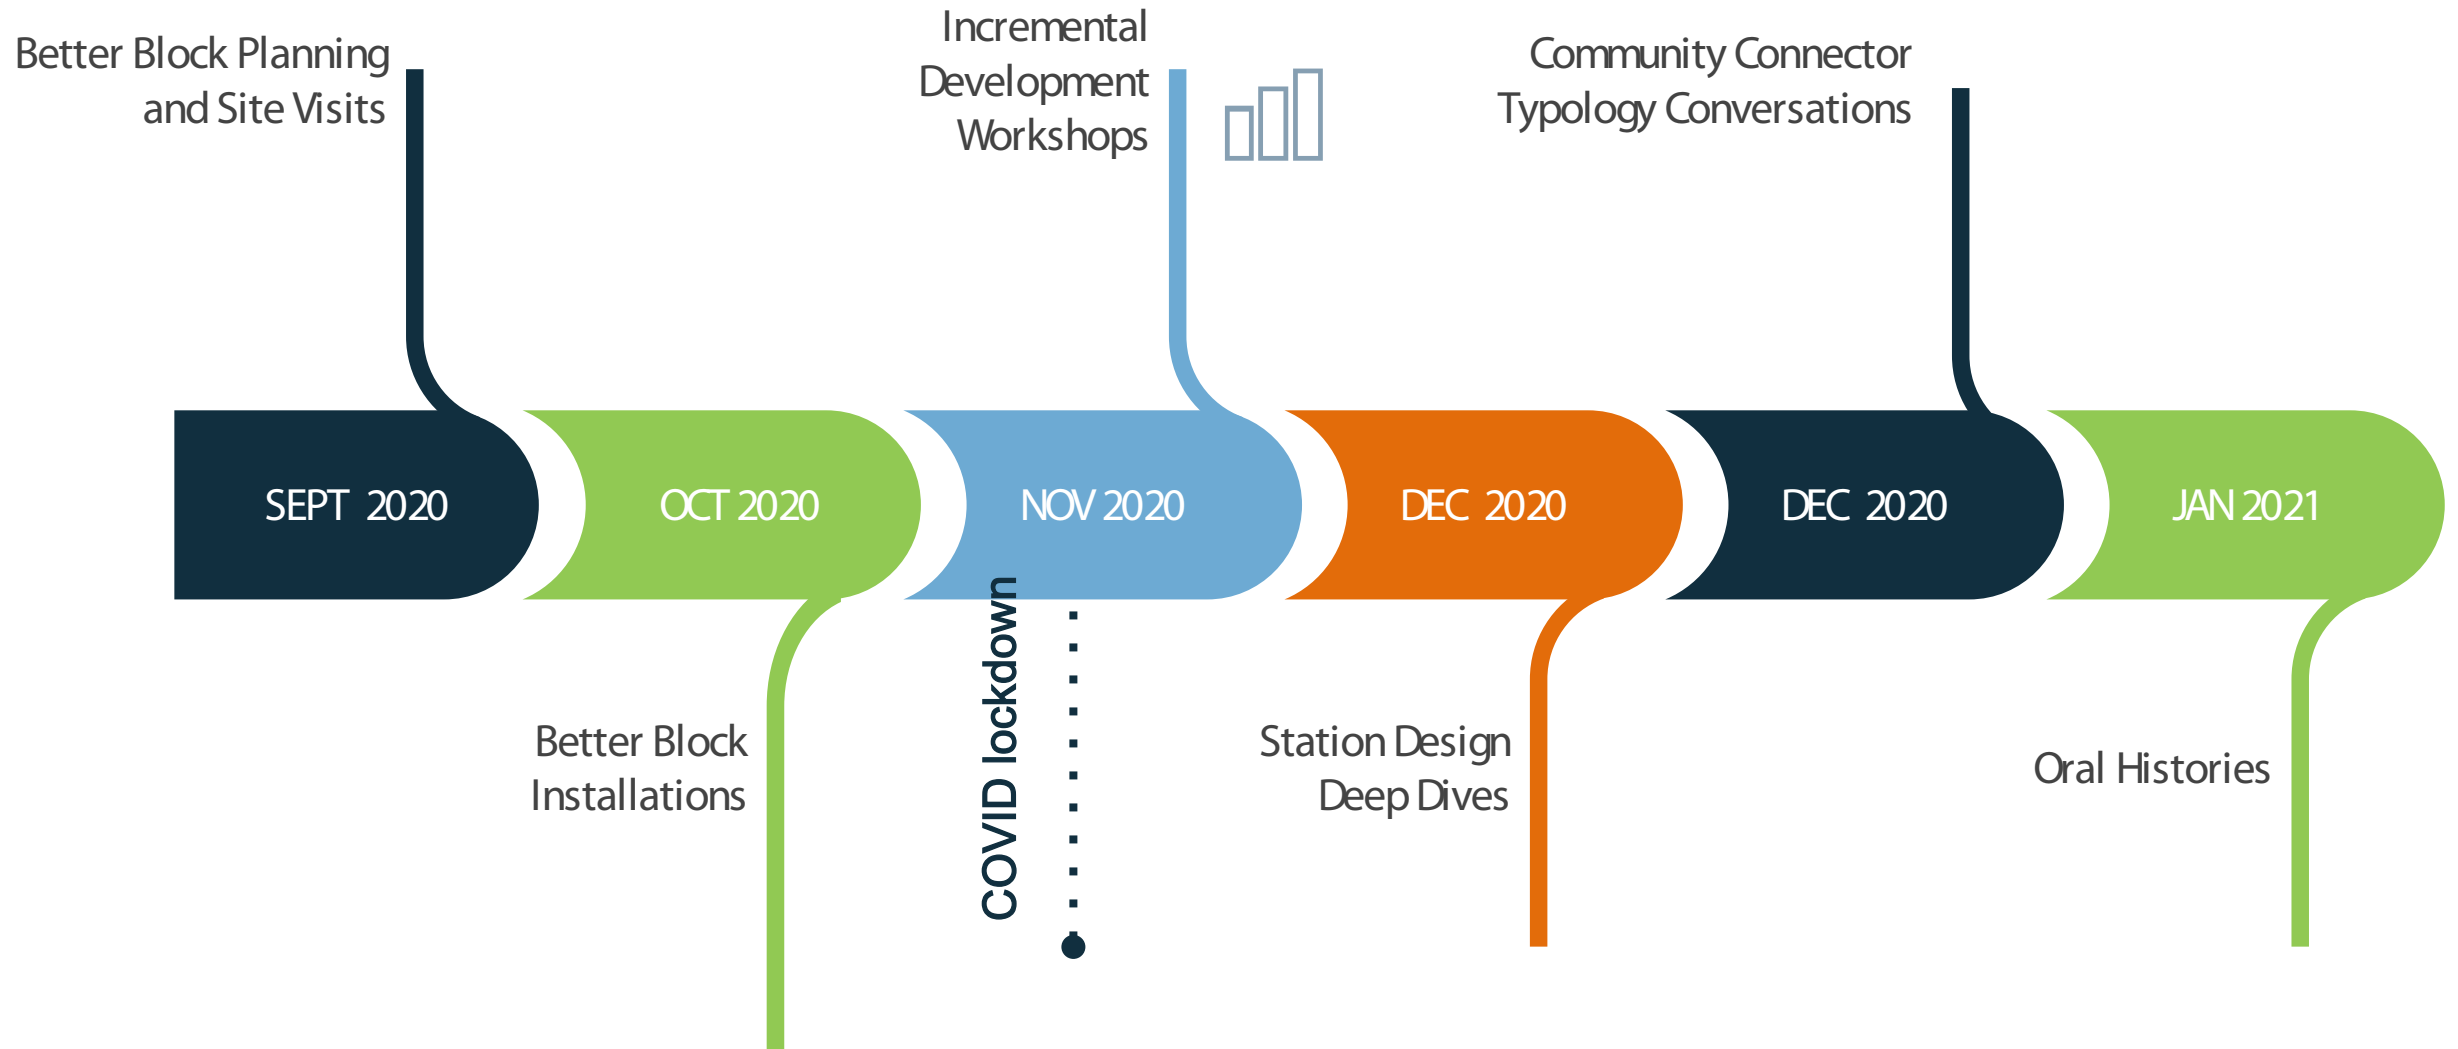 Better Block Planning
and Site Visits
Incremental
Development
Workshops
Community Connector
Typology Conversations
SEPT 2020
OCT 2020
NOV 2020
DEC 2020
DEC 2020
JAN 2021
COVID lockdown
Better Block
Installations
Station Design
Deep Dives
Oral Histories